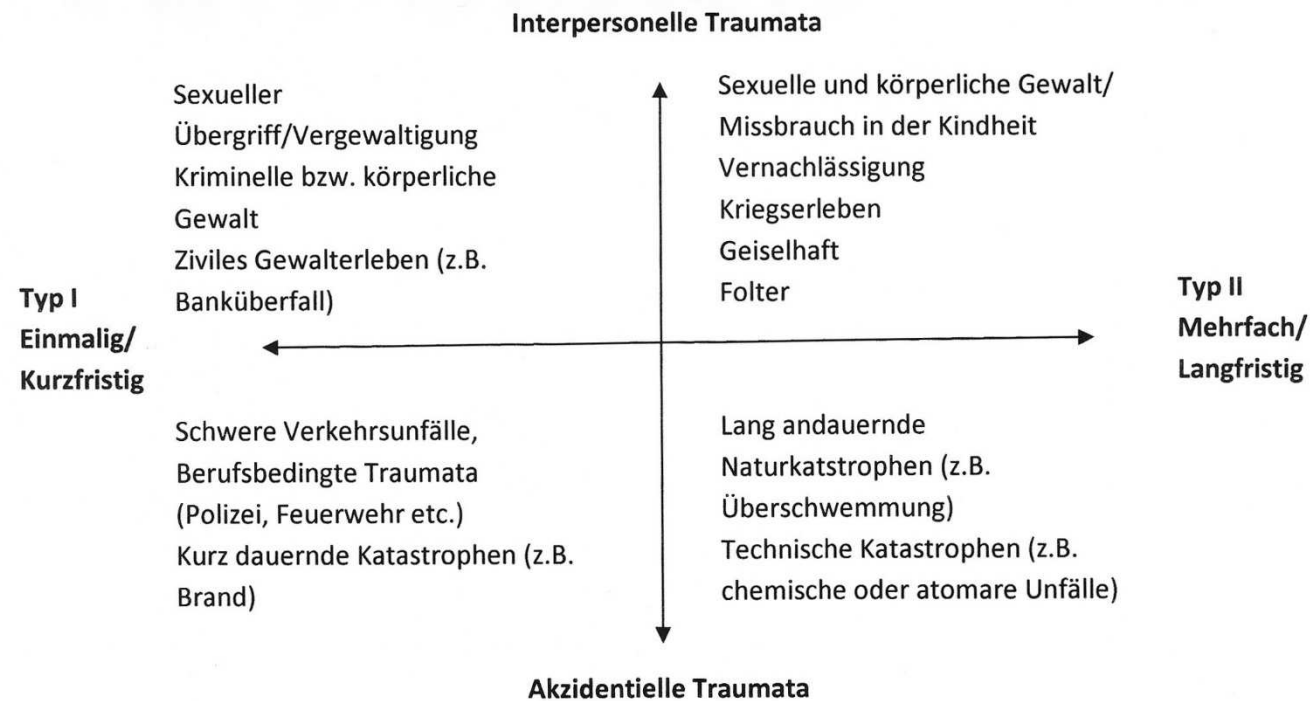 Interpersonelle Traumata
Sexueller
Übergriff/Vergewaltigung
Kriminelle bzw. körperliche
Gewalt
Ziviles Gewalterleben (z.B.
Banküberfall)
Sexuelle und körperliche Gewalt/
Missbrauch in der Kindheit
Vernachlässigung
Kriegserleben
Geiselhaft
Folter
Typ I
Einmalig/
Kurzfristig
Typ II
Mehrfach/
Langfristig
Schwere Verkehrsunfälle,
Berufsbedingte Traumata
(Polizei, Feuerwehr etc.)
Kurz dauernde Katastrophen (z.B.
Brand)
Lang andauernde
Naturkatstrophen (z.B.
Überschwemmung)
Technische Katastrophen (z.B.
chemische oder atomare Unfälle)
Akzidentielle Traumata